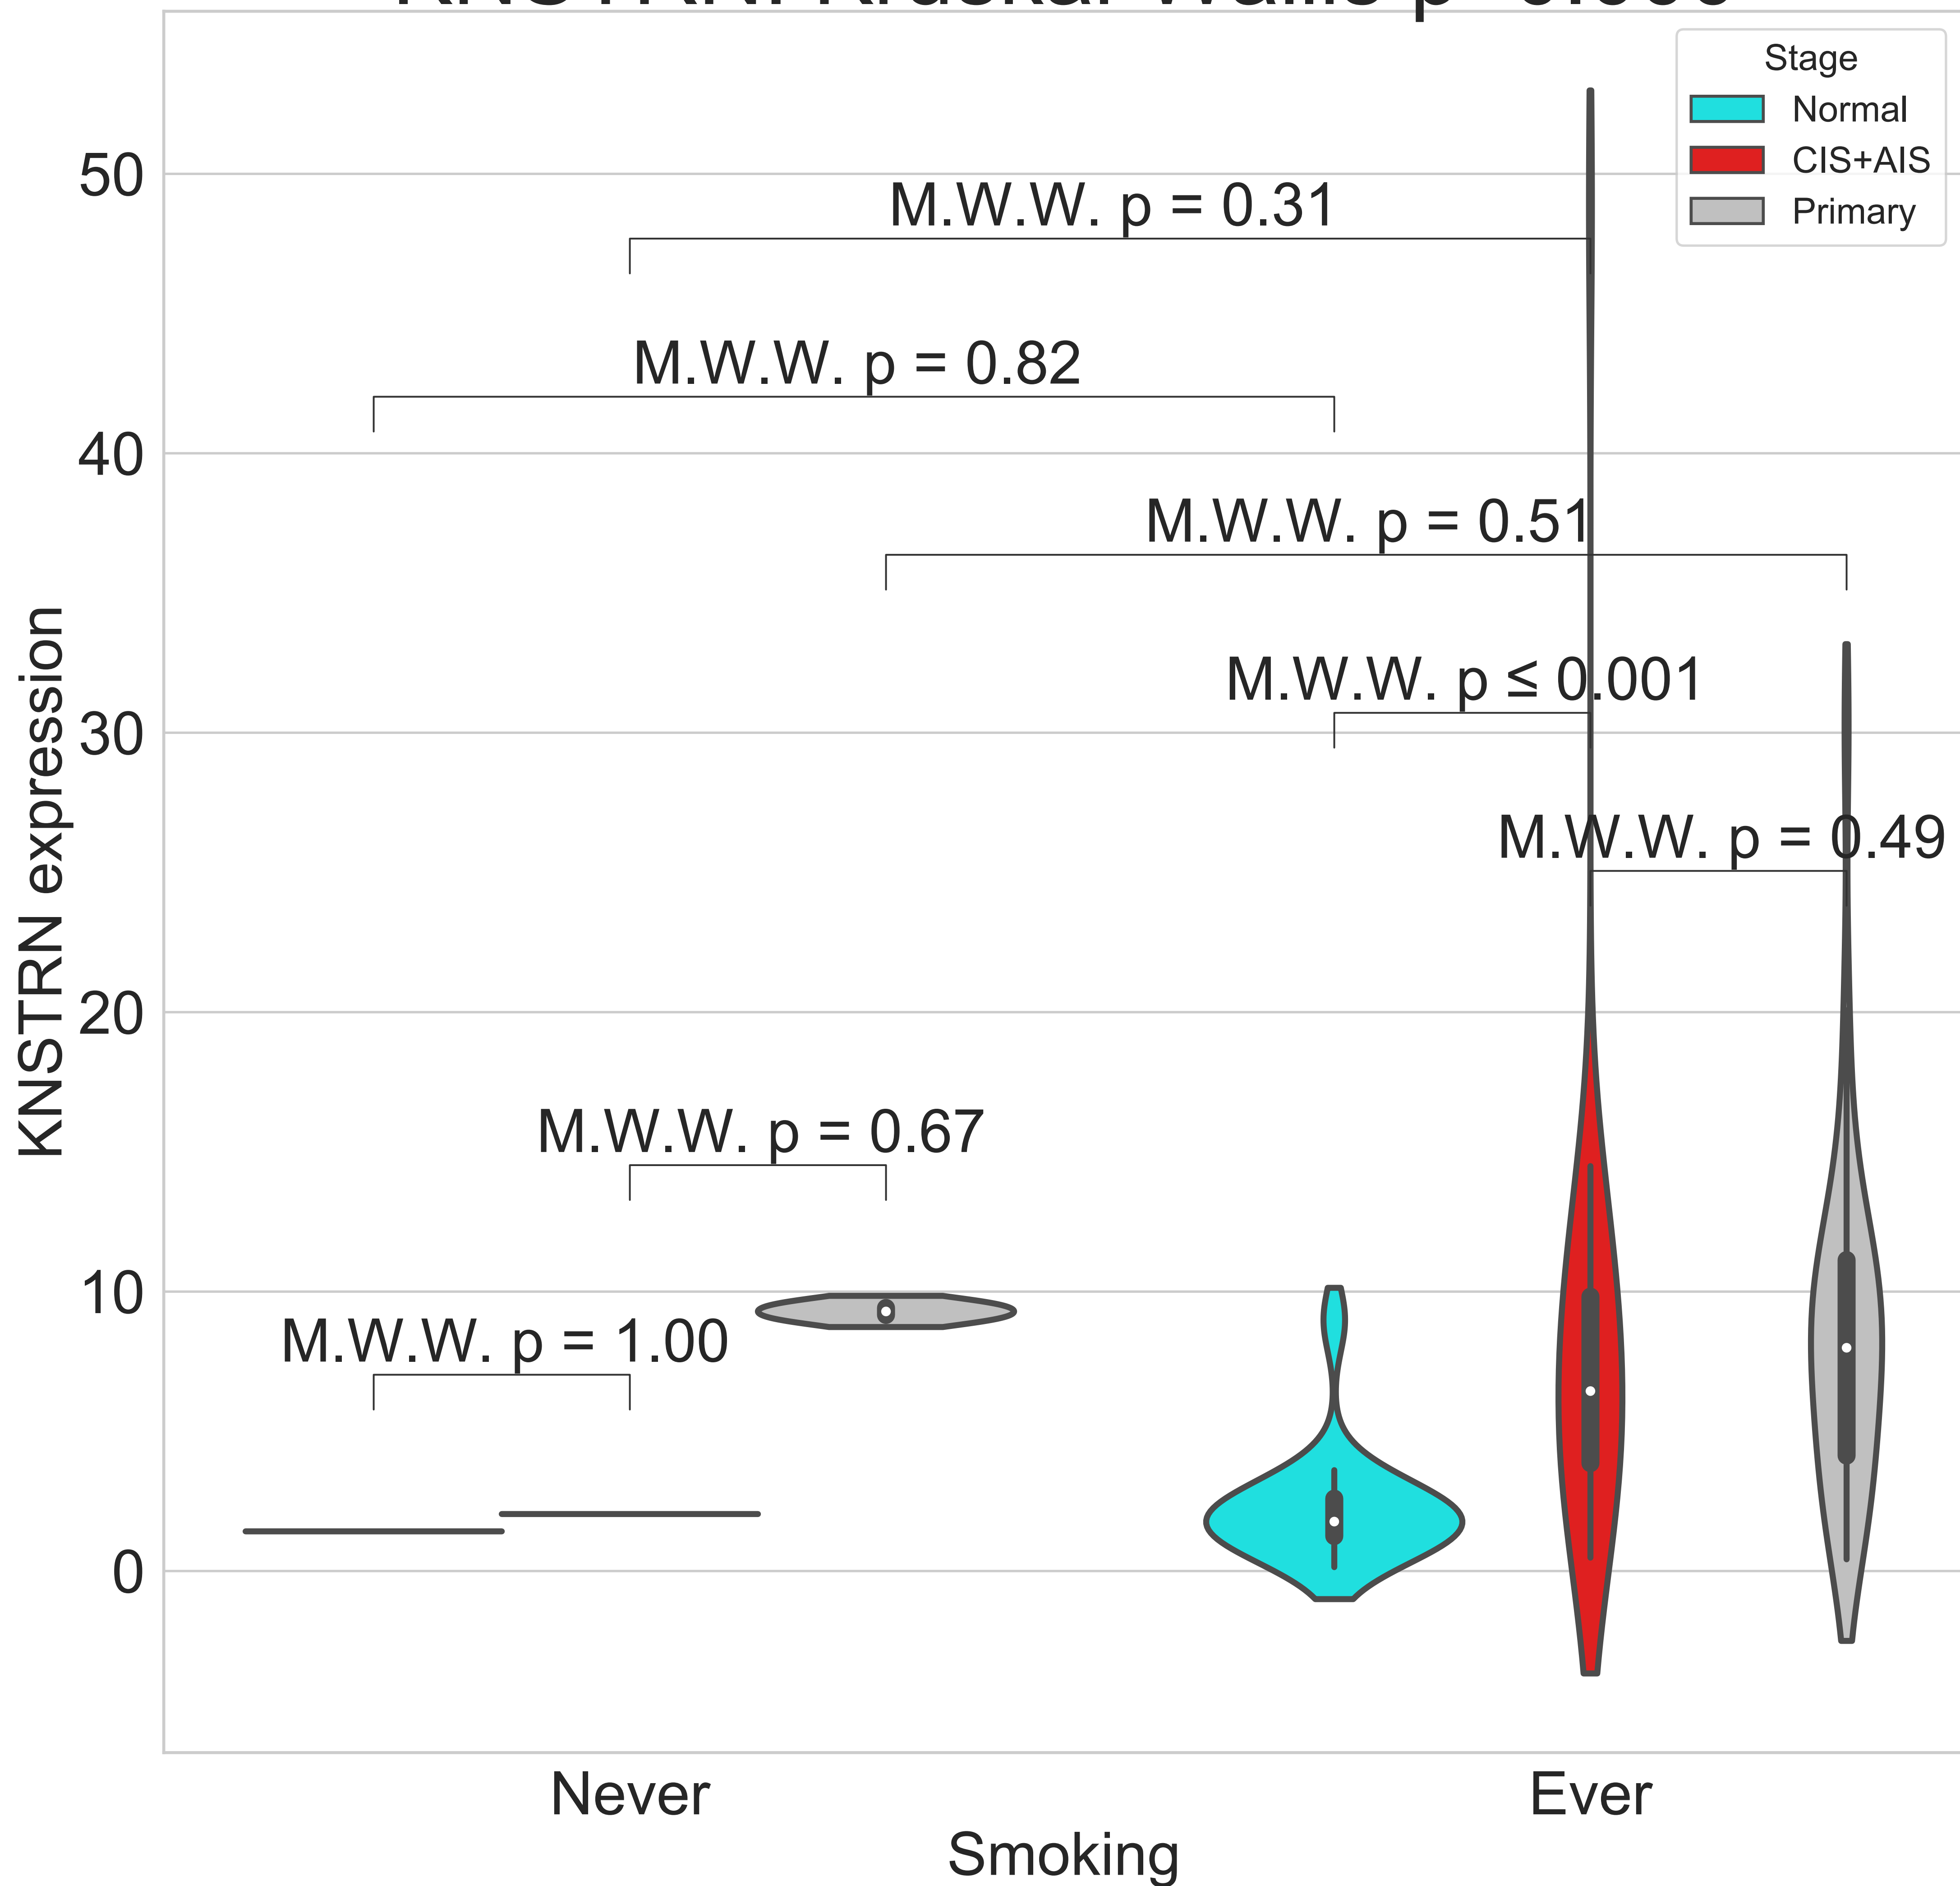 Stage
Normal
CIS+AIS
Primary
50
M.W.W. p = 0.31
M.W.W. p = 0.82
40
M.W.W. p = 0.51
M.W.W. p ≤ 0.001
30
M.W.W. p = 0.49
KNSTRN expression
20
M.W.W. p = 0.67
10
M.W.W. p = 1.00
0
Never
Ever
Smoking